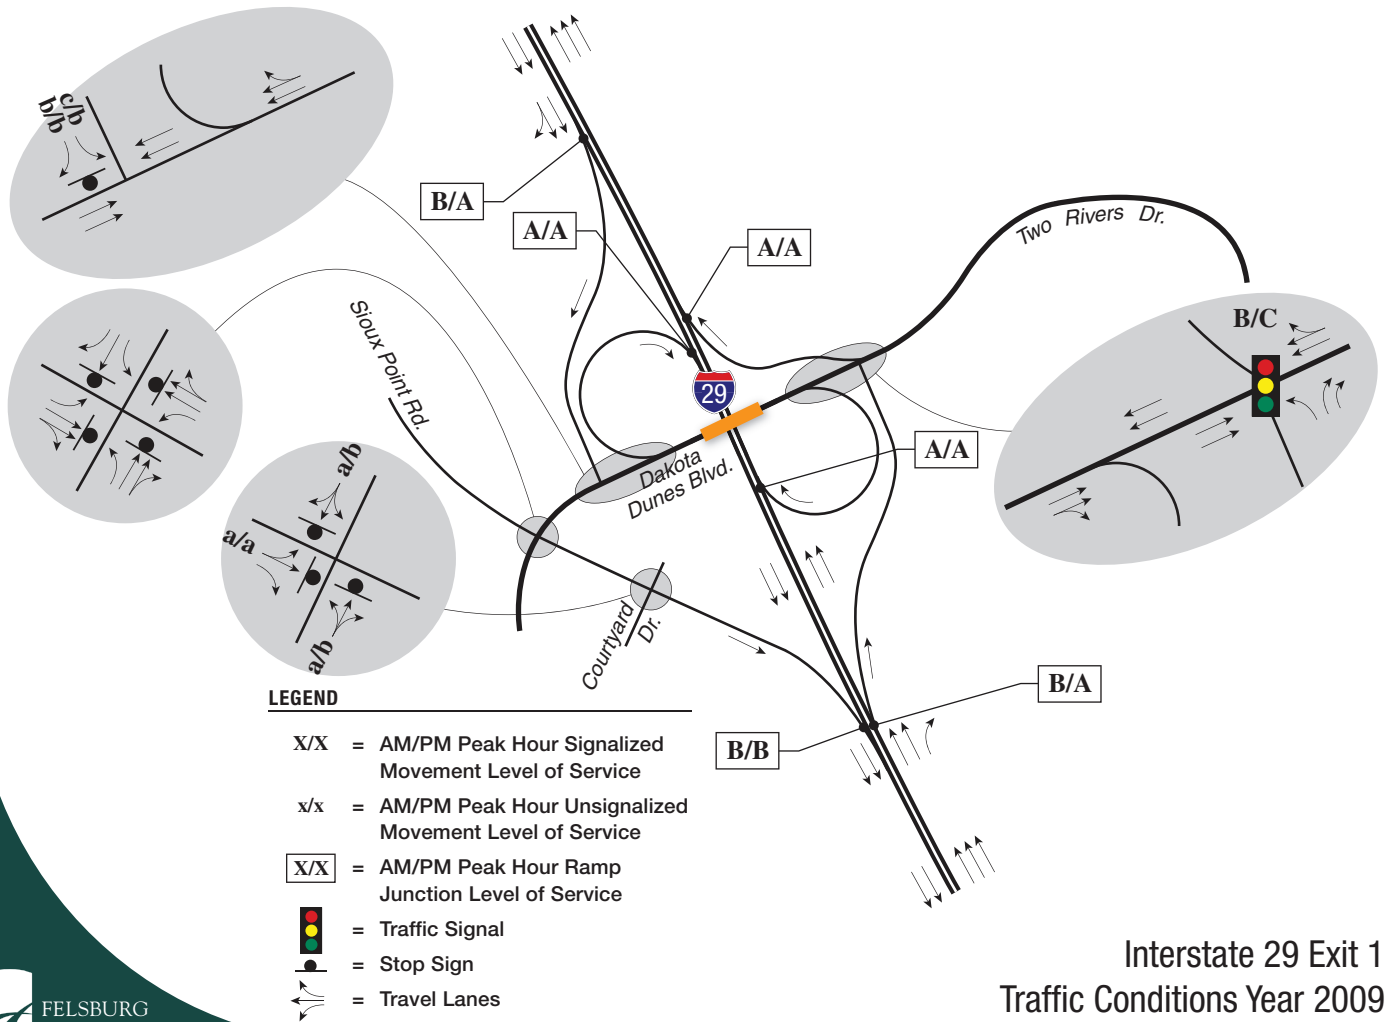 c/b
b/b
B/A
A/A
A/A
Two Rivers Dr.
B/C
Sioux Point Rd.
29
Dakota
Dunes Blvd.
A/A
a/b
a/a
a/b
Courtyard
Dr.
B/A
B/B
LEGEND
X/X = AM/PM Peak Hour Signalized
Movement Level of Service
x/x = AM/PM Peak Hour Unsignalized
Movement Level of Service
X/X = AM/PM Peak Hour Ramp
Junction Level of Service
= Traffic Signal
= Stop Sign
= Travel Lanes
FELSBURG
Interstate 29 Exit 1
Traffic Conditions Year 2009